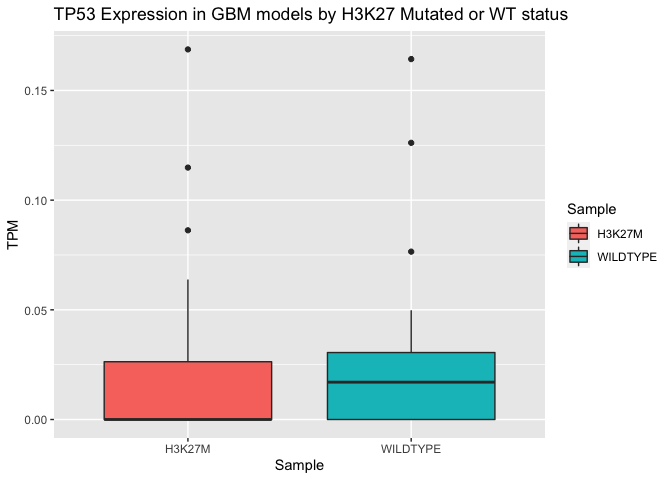 TP53 Expression in GBM models by H3K27 Mutated or WT status
TPM
0.15
0.10
0.05
0.00
H3K27M
WILDTYPE
Sample
Sample
H3K27M
WILDTYPE